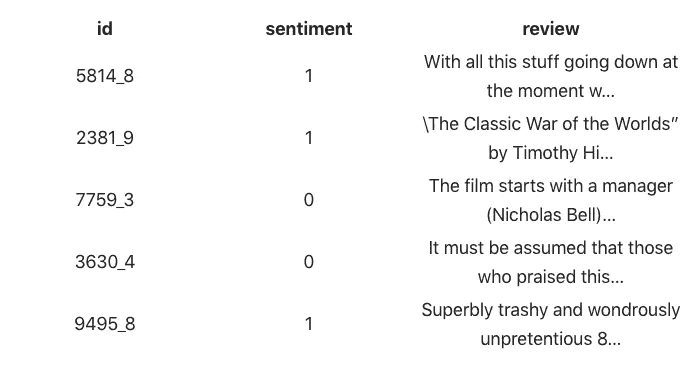 id sentiment review
With all this stuff going down at
5814_8 1
the moment w...
\The Classic War of the Worlds”
2381_9 1
by Timothy Hi...
The film starts with a manager
7759_3 0
(Nicholas Bell)...
It must be assumed that those
3630_4 0
who praised this...
Superbly trashy and wondrously
9495_8 1
unpretentious 8...